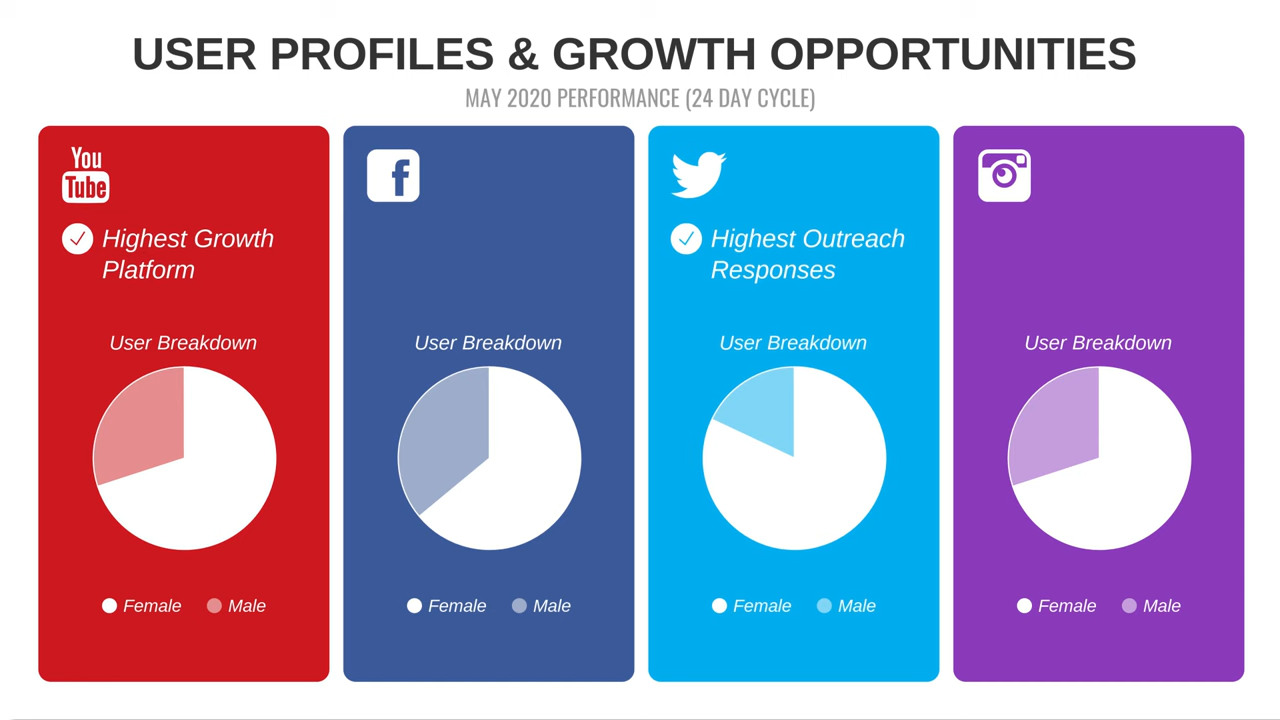 USER PROFILES & GROWTH OPPORTUNITIES
MAY 2020 PERFORMANCE (24 DAY CYCLE)
You
Tube
Highest Growth
Platform
User Breakdown
Female Male
f
User Breakdown
Female Male
Highest Outreach
Responses
User Breakdown
Female Male
User Breakdown
Female Male